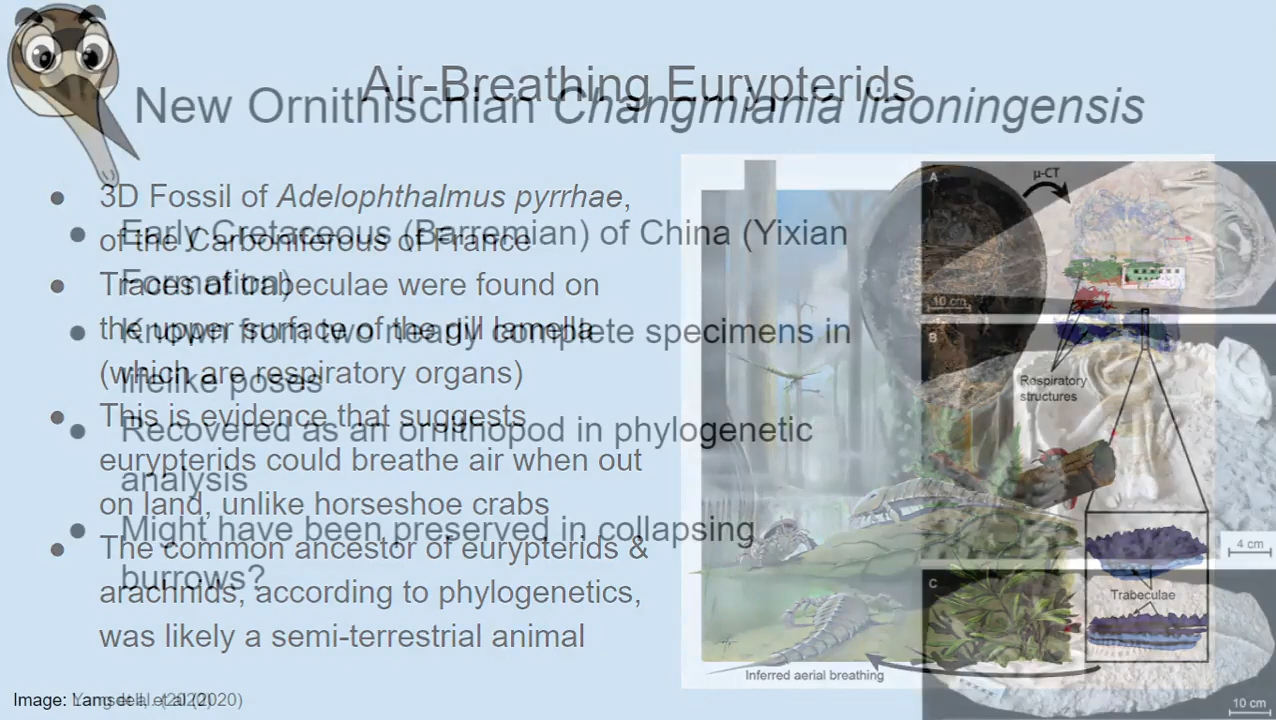 Air-Breathing Eurypterids
New Ornithischian Changmiania liaoningensis
3D Fossil of Adelophthalmus pyrrhae,
of the Carboniferous of France
Traces of trabeculae were found on
the upper surface of the gill lamella
(which are respiratory organs)
This is evidence that suggests
eurypterids could breathe air when out
on land, unlike horseshoe crabs
The common ancestor of eurypterids &
arachnids, according to phylogenetics,
was likely a semi-terrestrial animal
Early Cretaceous (Barremian) of China (Yixian
Formation)
Known from two nearly complete specimens in
lifelike poses
Recovered as an ornithopod in phylogenetic
analysis
Might have been preserved in collapsing
burrows?
A
μ-CT
10 cm
B
Respiratory
structures
4 cm
C
Trabeculae
Inferred aerial breathing
10 cm
Image: Lamsdell, et al. (2020)
Yang et al. (2020)